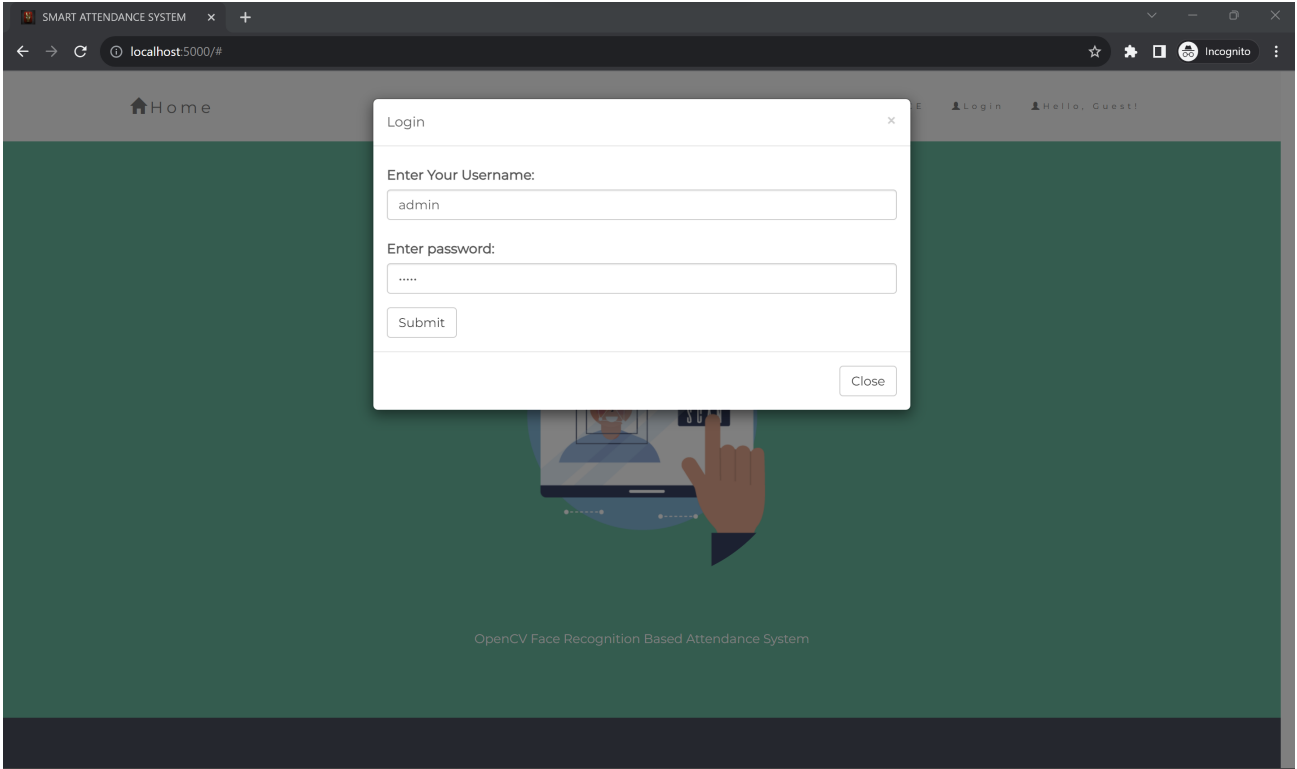 SMART ATTENDANCE SYSTEM
localhost:5000/#
Incognito
Home
E
Login
Hello, Guest!
Login
×
Enter Your Username:
admin
Enter password:
•••••
Submit
Close
SCAN
OpenCV Face Recognition Based Attendance System